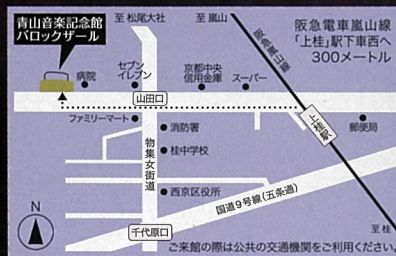 青山音楽記念館
バロックザール
至 松尾大社
至 嵐山
阪急嵐山線
阪急電車嵐山線
「上桂」駅下車西へ
300メートル
病院
セブン
イレブン
京都中央
信用金庫
スーパー
山田口
ファミリーマート
消防署
上桂駅
郵便局
物集女街道
桂中学校
西京区役所
国道9号線(五条通)
N
千代原口
至 桂
ご来館の際は公共の交通機関をご利用ください。